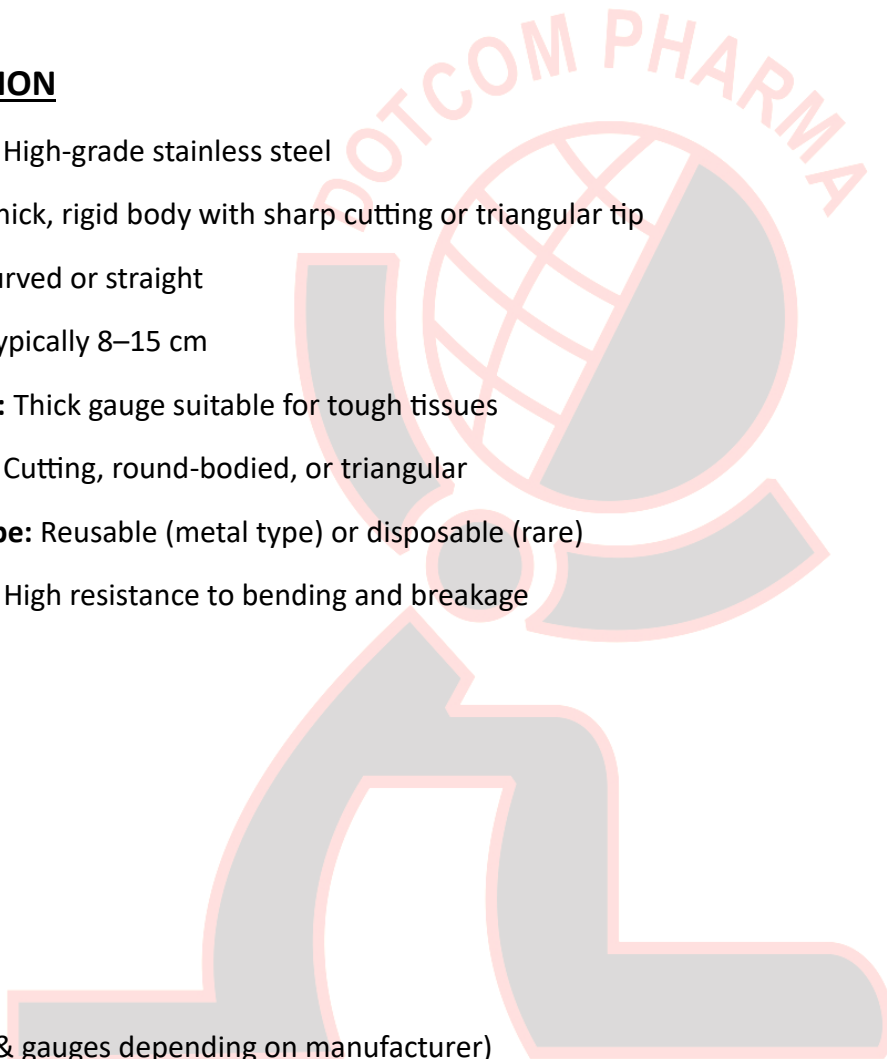 DOTCOM PHARMA
ION
High-grade stainless steel
hick, rigid body with sharp cutting or triangular tip
urved or straight
ypically 8–15 cm
: Thick gauge suitable for tough tissues
Cutting, round-bodied, or triangular
pe: Reusable (metal type) or disposable (rare)
High resistance to bending and breakage
& gauges depending on manufacturer)